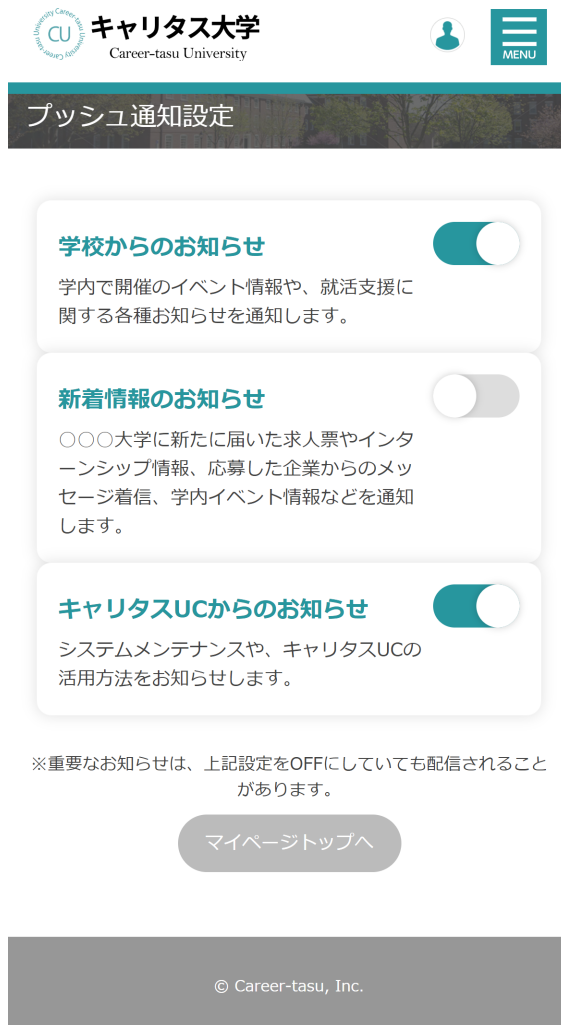 CU
キャリタス大学
Career-tasu University
MENU
プッシュ通知設定
学校からのお知らせ
学内で開催のイベント情報や、就活支援に
関する各種お知らせを通知します。
新着情報のお知らせ
〇〇〇大学に新たに届いた求人票やインタ
ーンシップ情報、応募した企業からのメッ
セージ着信、学内イベント情報などを通知
します。
キャリタスUCからのお知らせ
システムメンテナンスや、キャリタスUCの
活用方法をお知らせします。
※重要なお知らせは、上記設定をOFFにしていても配信されること
があります。
マイページトップへ
© Career-tasu, Inc.